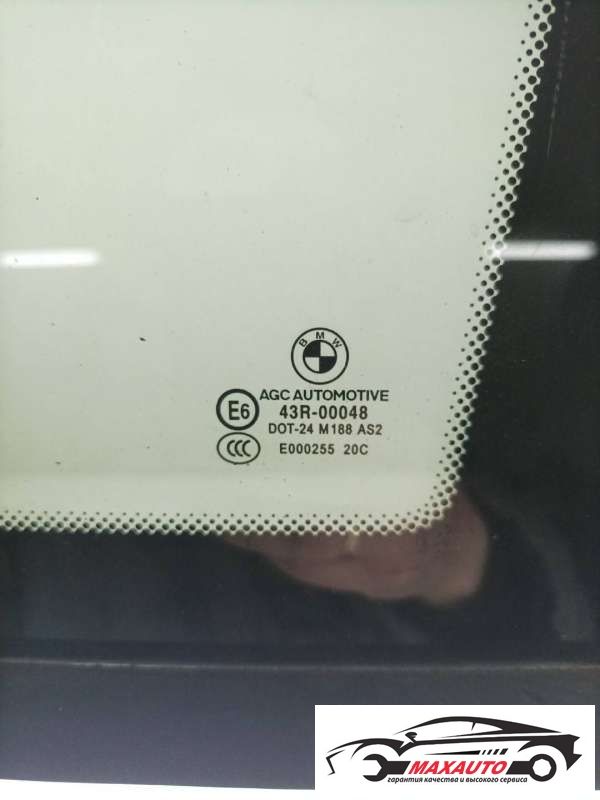 BMW
AGC AUTOMOTIVE
E6
43R-00048
DOT-24 M188 AS2
CCC
E000255 20C
MAXAUTO
гарантия качества и высокого сервиса